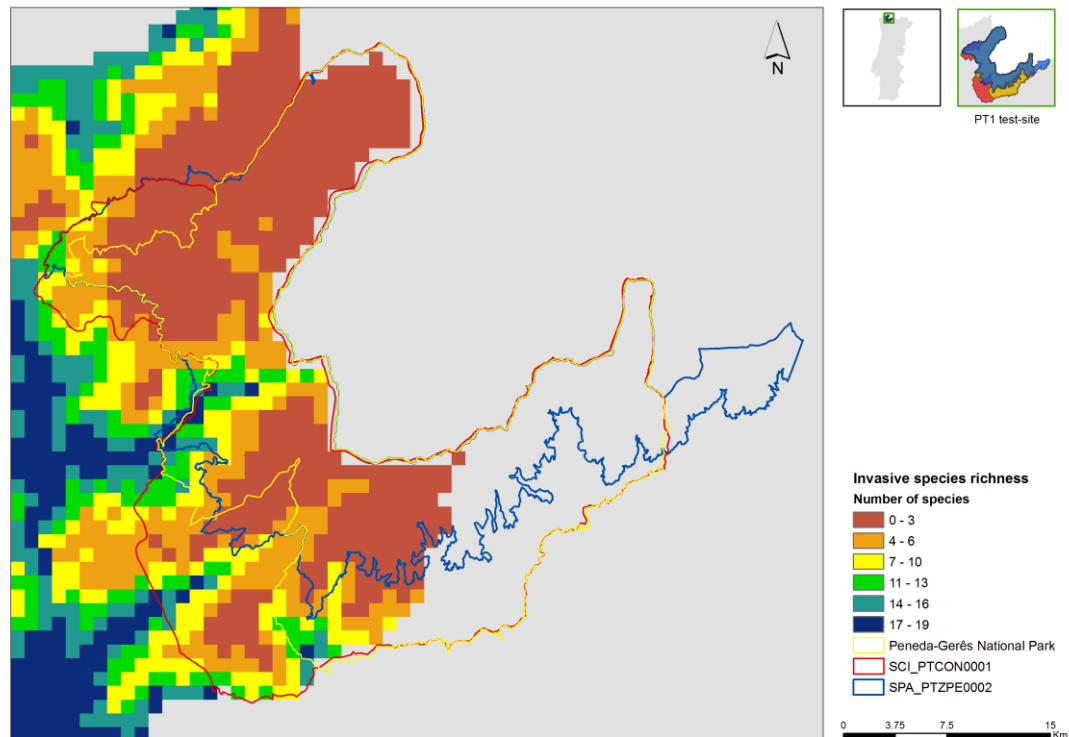 N
PT1 test-site
Invasive species richness
Number of species
0 - 3
4 - 6
7 - 10
11 - 13
14 - 16
17 - 19
Peneda-Gerês National Park
SCI_PTCON0001
SPA_PTZPE0002
0 3.75 7.5 15
Km